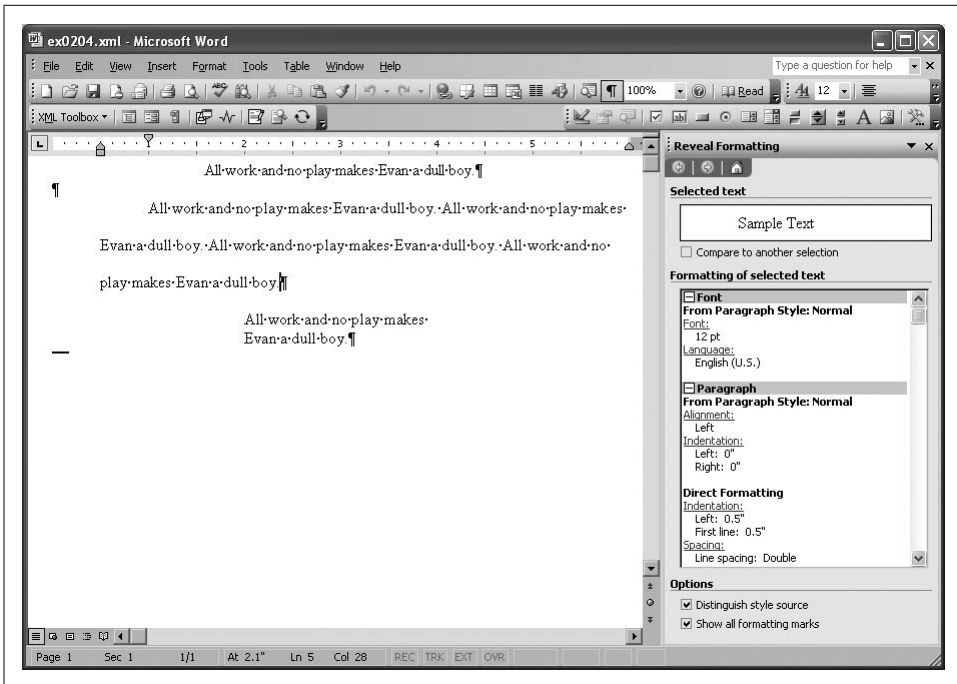 ex0204.xml - Microsoft Word
File Edit View Insert Format Tools Table Window Help
Type a question for help
100%
Read
12
XML Toolbox
2 3 4 5
All·work·and·no·play·makes·Evan·a·dull·boy.¶
¶
All·work·and·no·play·makes·Evan·a·dull·boy.·All·work·and·no·play·makes·
Evan·a·dull·boy.·All·work·and·no·play·makes·Evan·a·dull·boy.·All·work·and·no·
play·makes·Evan·a·dull·boy.¶
All·work·and·no·play·makes·
Evan·a·dull·boy.¶
Reveal Formatting
Selected text
Sample Text
Compare to another selection
Formatting of selected text
Font
From Paragraph Style: Normal
Font:
12 pt
Language:
English (U.S.)
Paragraph
From Paragraph Style: Normal
Alignment:
Left
Indentation:
Left: 0"
Right: 0"
Direct Formatting
Indentation:
Left: 0.5"
First line: 0.5"
Spacing:
Line spacing: Double
Options
Distinguish style source
Show all formatting marks
Page 1 Sec 1 1/1 At 2.1" Ln 5 Col 28 REC TRK EXT OVR